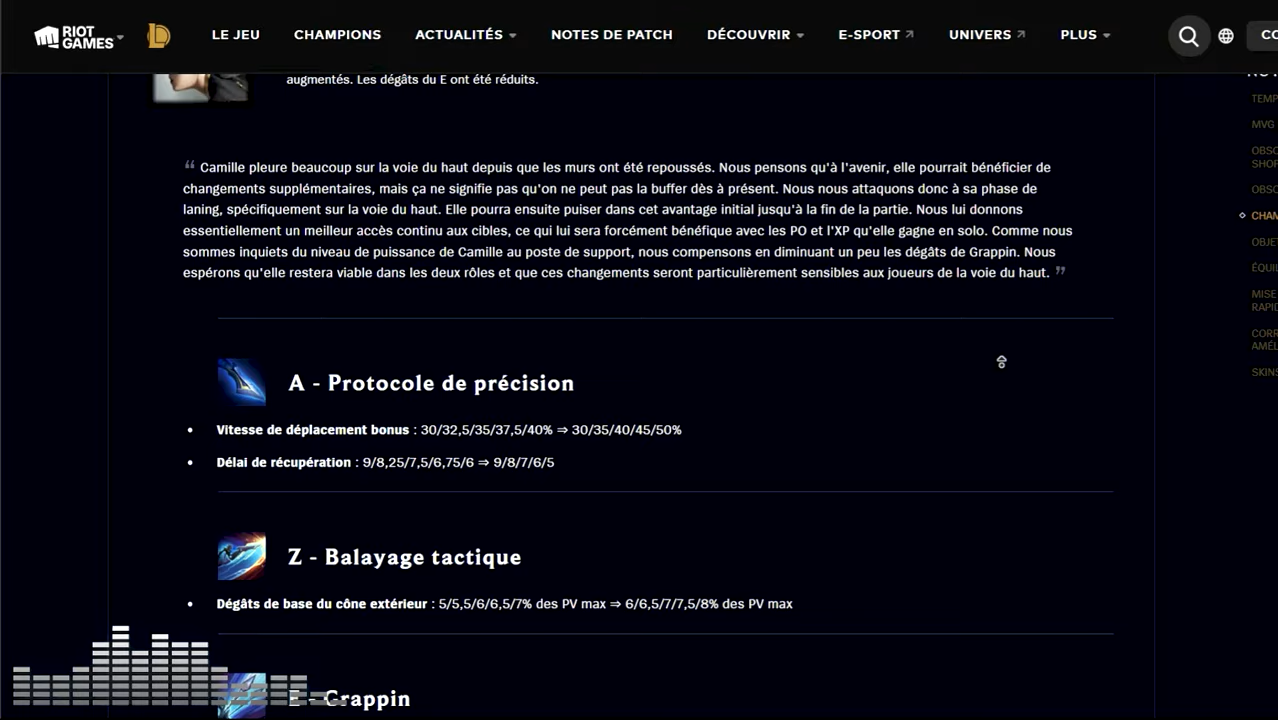 RIOT GAMES
LE JEU CHAMPIONS ACTUALITÉS NOTES DE PATCH DÉCOUVRIR E-SPORT UNIVERS PLUS
augmentés. Les dégâts du E ont été réduits.
TEMP
MVG
OBSC
SHOP
OBSC
CHAM
OBJE
ÉQUIL
MISE
RAPID
CORR
AMÉL
SKINS
“ Camille pleure beaucoup sur la voie du haut depuis que les murs ont été repoussés. Nous pensons qu'à l'avenir, elle pourrait bénéficier de
changements supplémentaires, mais ça ne signifie pas qu'on ne peut pas la buffer dès à présent. Nous nous attaquons donc à sa phase de
laning, spécifiquement sur la voie du haut. Elle pourra ensuite puiser dans cet avantage initial jusqu'à la fin de la partie. Nous lui donnons
essentiellement un meilleur accès continu aux cibles, ce qui lui sera forcément bénéfique avec les PO et l'XP qu'elle gagne en solo. Comme nous
sommes inquiets du niveau de puissance de Camille au poste de support, nous compensons en diminuant un peu les dégâts de Grappin. Nous
espérons qu'elle restera viable dans les deux rôles et que ces changements seront particulièrement sensibles aux joueurs de la voie du haut. ”
A - Protocole de précision
• Vitesse de déplacement bonus : 30/32,5/35/37,5/40% ⇒ 30/35/40/45/50%
• Délai de récupération : 9/8,25/7,5/6,75/6 ⇒ 9/8/7/6/5
Z - Balayage tactique
• Dégâts de base du cône extérieur : 5/5,5/6/6,5/7% des PV max ⇒ 6/6,5/7/7,5/8% des PV max
E - Grappin